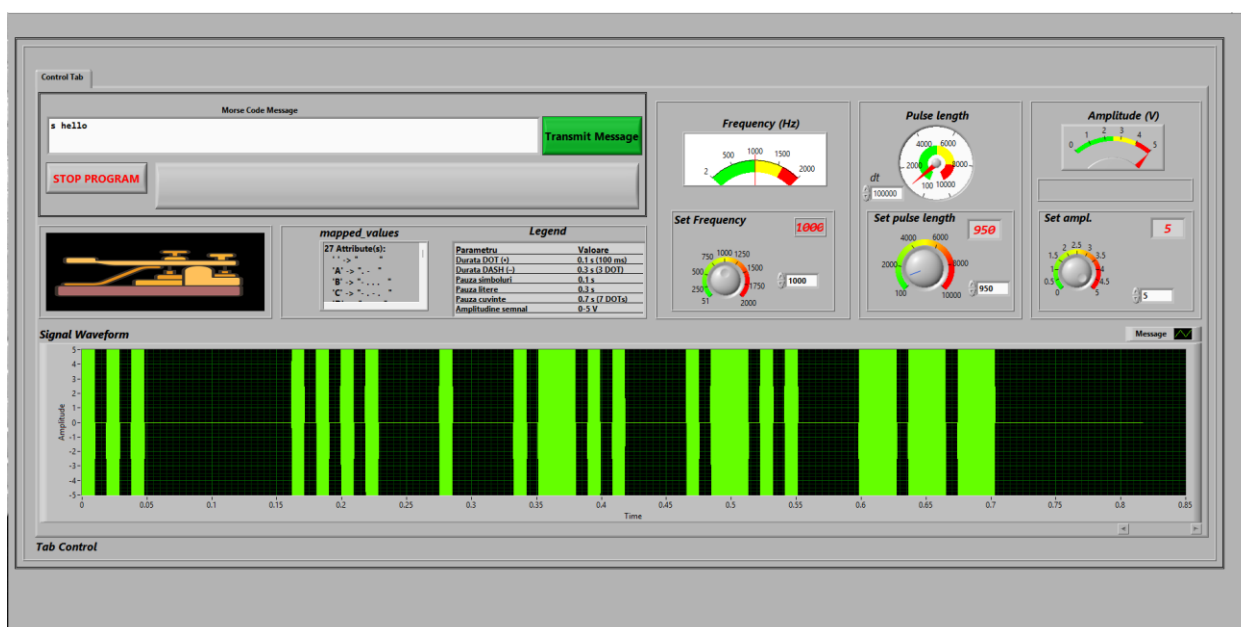 Control Tab
Morse Code Message
s hello
Transmit Message
STOP PROGRAM
mapped_values
27 Attribute(s):
' ' -> "       "
'A' -> ". -   "
'B' -> "- . . .   "
'C' -> "- . - .   "
Legend
Parametru Valoare
Durata DOT (•) 0.1 s (100 ms)
Durata DASH (–) 0.3 s (3 DOT)
Pauza simboluri 0.1 s
Pauza litere 0.3 s
Pauza cuvinte 0.7 s (7 DOTs)
Amplitudine semnal 0-5 V
Frequency (Hz)
2 500 1000 1500 2000
Set Frequency
1000
51 250 500 750 1000 1250 1500 1750 2000
1000
Pulse length
100 2000 4000 6000 8000 10000
dt
100000
Set pulse length
950
100 2000 4000 6000 8000 10000
950
Amplitude (V)
0 1 2 3 4 5
Set ampl.
5
0 0.5 1.5 2 2.5 3 3.5 4 4.5 5
5
Signal Waveform
Message
Amplitude
5
4
3
2
1
0
-1
-2
-3
-4
-5
0 0.05 0.1 0.15 0.2 0.25 0.3 0.35 0.4 0.45 0.5 0.55 0.6 0.65 0.7 0.75 0.8 0.85
Time
Tab Control